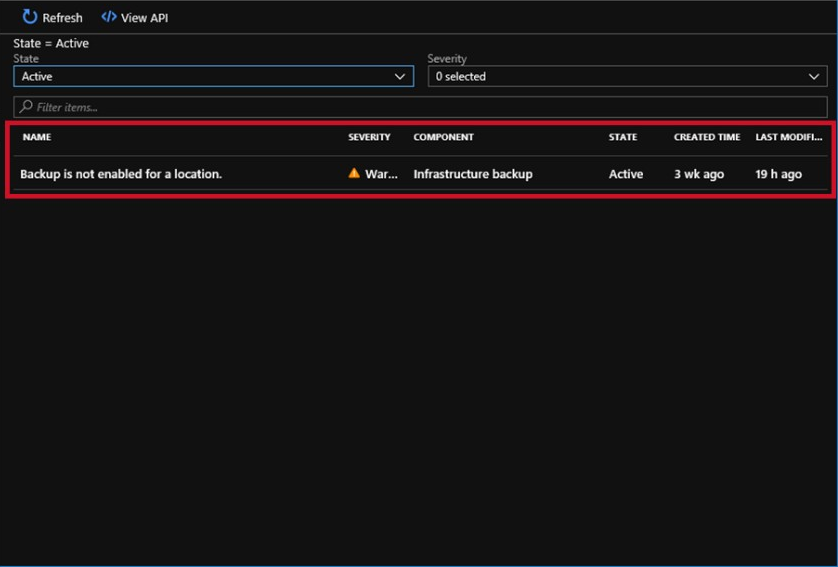 Refresh </> View API
State = Active
State Severity
Active 0 selected
Filter items...
NAME SEVERITY COMPONENT STATE CREATED TIME LAST MODIFI...
Backup is not enabled for a location. War... Infrastructure backup Active 3 wk ago 19 h ago